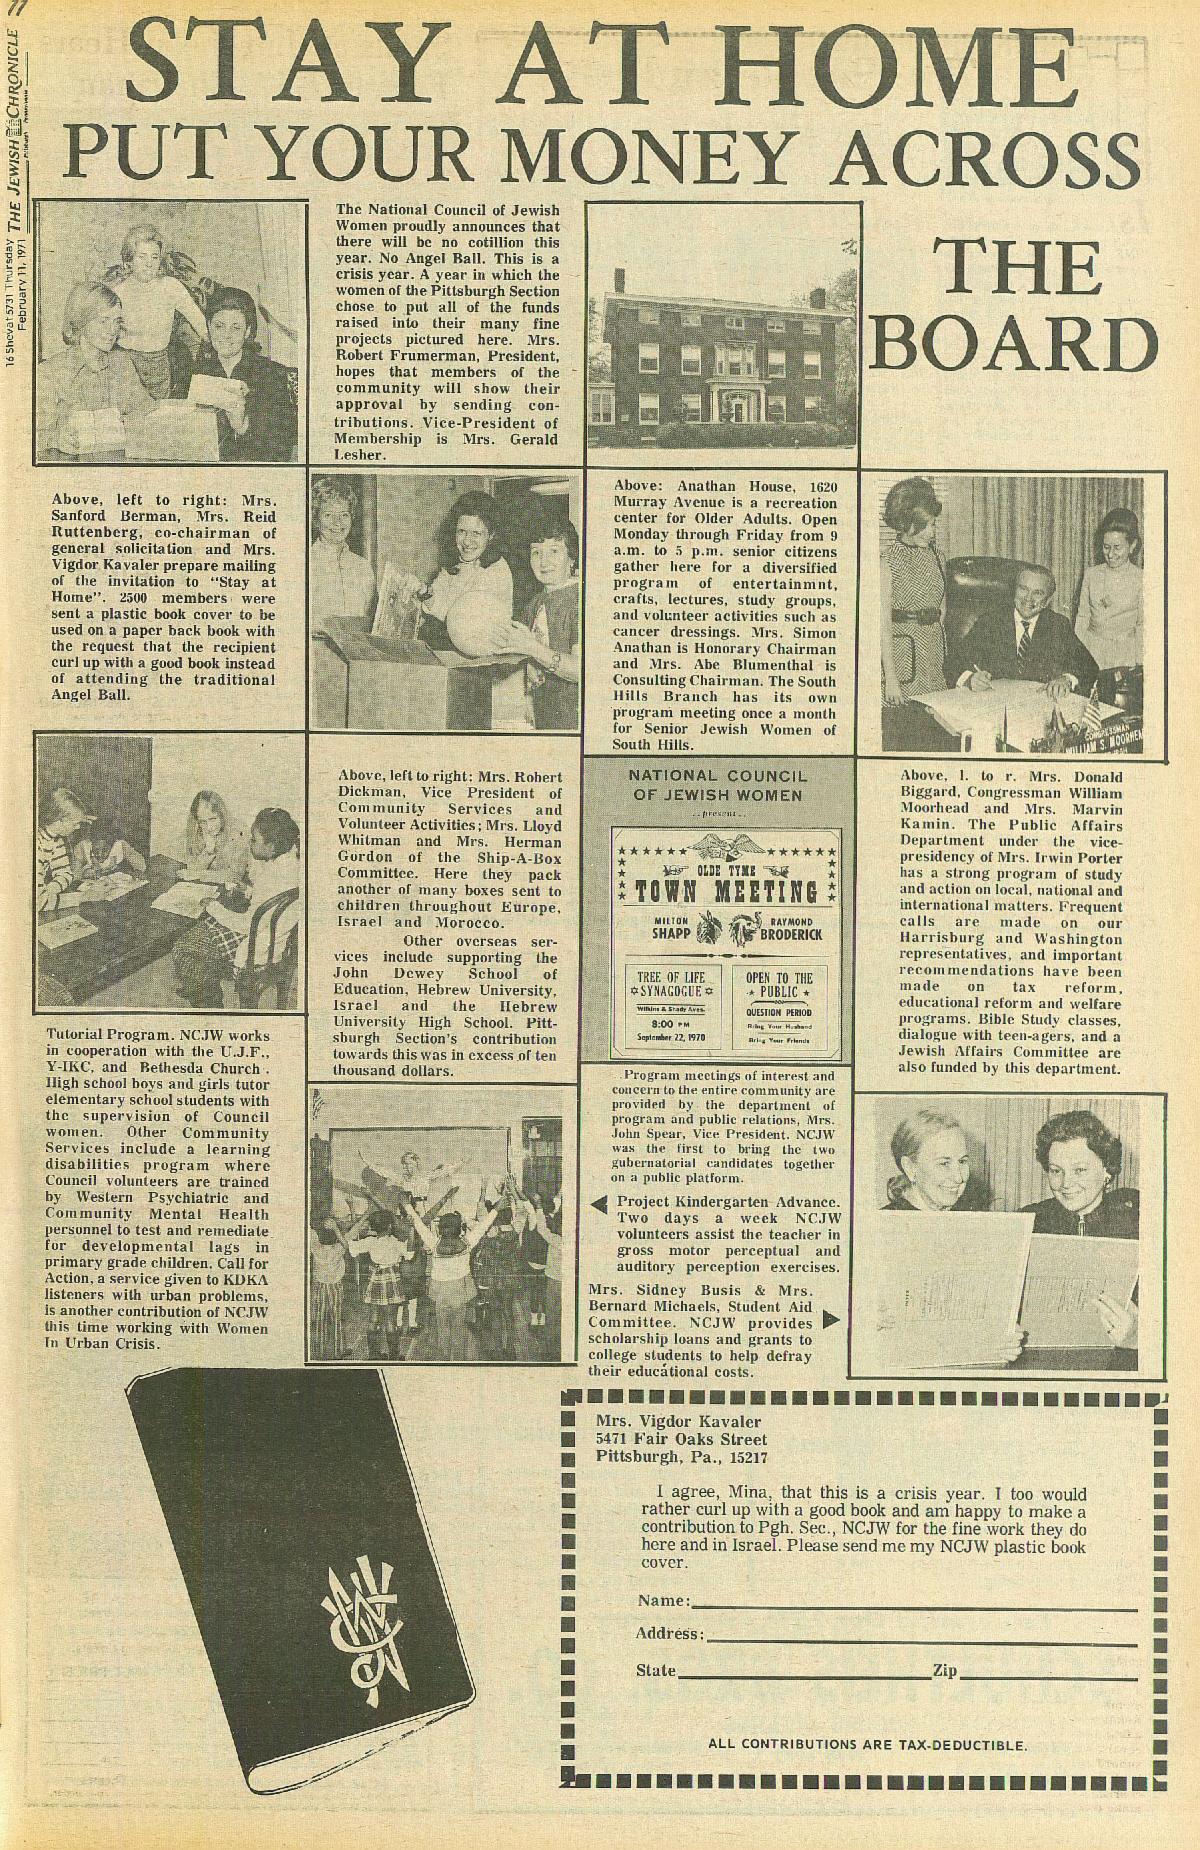 11
THE JEWISH CHRONICLE
16 Shevat 5731 Thursday
February 11, 1971
STAY AT HOME
PUT YOUR MONEY ACROSS
THE
BOARD
The National Council of Jewish
Women proudly announces that
there will be no cotillion this
year. No Angel Ball. This is a
crisis year. A year in which the
women of the Pittsburgh Section
chose to put all of the funds
raised into their many fine
projects pictured here. Mrs.
Robert Frumerman, President,
hopes that members of the
community will show their
approval by sending con-
tributions. Vice-President of
Membership is Mrs. Gerald
Lesher.
Above, left to right: Mrs.
Sanford Berman, Mrs. Reid
Ruttenberg, co-chairman of
general solicitation and Mrs.
Vigdor Kavaler prepare mailing
of the invitation to "Stay at
Home". 2500 members were
sent a plastic book cover to be
used on a paper back book with
the request that the recipient
curl up with a good book instead
of attending the traditional
Angel Ball.
Above: Anathan House, 1620
Murray Avenue is a recreation
center for Older Adults. Open
Monday through Friday from 9
a.m. to 5 p.m. senior citizens
gather here for a diversified
program of entertainmnt,
crafts, lectures, study groups,
and volunteer activities such as
cancer dressings. Mrs. Simon
Anathan is Honorary Chairman
and Mrs. Abe Blumenthal is
Consulting Chairman. The South
Hills Branch has its own
program meeting once a month
for Senior Jewish Women of
South Hills.
CONGRESSMAN
WILLIAM S. MOORHEA
Above, left to right: Mrs. Robert
Dickman, Vice President of
Community Services and
Volunteer Activities; Mrs. Lloyd
Whitman and Mrs. Herman
Gordon of the Ship-A-Box
Committee. Here they pack
another of many boxes sent to
children throughout Europe,
Israel and Morocco.
Other overseas ser-
vices include supporting the
John Dewey School of
Education, Hebrew University,
Israel and the Hebrew
University High School. Pitt-
sburgh Section's contribution
towards this was in excess of ten
thousand dollars.
NATIONAL COUNCIL
OF JEWISH WOMEN
...present...
OLDE TYME
TOWN MEETING
MILTON
SHAPP
RAYMOND
BRODERICK
TREE OF LIFE
SYNAGOGUE
Wilkins & Shady Aves.
8:00 PM
September 22, 1970
OPEN TO THE
PUBLIC
QUESTION PERIOD
Bring Your Husband
Bring Your Friends
Above, l. to r. Mrs. Donald
Biggard, Congressman William
Moorhead and Mrs. Marvin
Kamin. The Public Affairs
Department under the vice-
presidency of Mrs. Irwin Porter
has a strong program of study
and action on local, national and
international matters. Frequent
calls are made on our
Harrisburg and Washington
representatives, and important
recommendations have been
made on tax reform,
educational reform and welfare
programs. Bible Study classes,
dialogue with teen-agers, and a
Jewish Affairs Committee are
also funded by this department.
Tutorial Program. NCJW works
in cooperation with the U.J.F.,
Y-IKC, and Bethesda Church.
High school boys and girls tutor
elementary school students with
the supervision of Council
women. Other Community
Services include a learning
disabilities program where
Council volunteers are trained
by Western Psychiatric and
Community Mental Health
personnel to test and remediate
for developmental lags in
primary grade children. Call for
Action, a service given to KDKA
listeners with urban problems,
is another contribution of NCJW
this time working with Women
In Urban Crisis.
Program meetings of interest and
concern to the entire community are
provided by the department of
program and public relations, Mrs.
John Spear, Vice President. NCJW
was the first to bring the two
gubernatorial candidates together
on a public platform.
Project Kindergarten Advance.
Two days a week NCJW
volunteers assist the teacher in
gross motor perceptual and
auditory perception exercises.
Mrs. Sidney Busis & Mrs.
Bernard Michaels, Student Aid
Committee. NCJW provides
scholarship loans and grants to
college students to help defray
their educational costs.
NCJW
Mrs. Vigdor Kavaler
5471 Fair Oaks Street
Pittsburgh, Pa., 15217
I agree, Mina, that this is a crisis year. I too would
rather curl up with a good book and am happy to make a
contribution to Pgh. Sec., NCJW for the fine work they do
here and in Israel. Please send me my NCJW plastic book
cover.
Name:
Address:
State Zip
ALL CONTRIBUTIONS ARE TAX-DEDUCTIBLE.